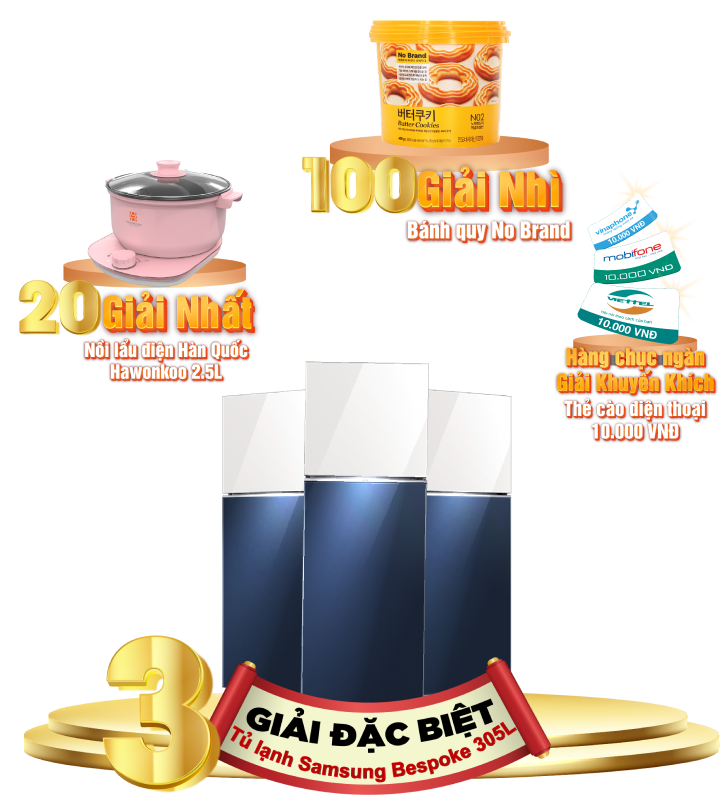 No Brand
버터쿠키
Butter Cookies
NO2
100 Giải Nhì
Bánh quy No Brand
vinaphone
10.000 VNĐ
mobifone
10.000 VNĐ
VIETTEL
10.000 VNĐ
20 Giải Nhất
Nồi lẩu điện Hàn Quốc
Hawonkoo 2.5L
Hàng chục ngàn
Giải Khuyến Khích
Thẻ cào điện thoại
10.000 VNĐ
3 GIẢI ĐẶC BIỆT
Tủ lạnh Samsung Bespoke 305L